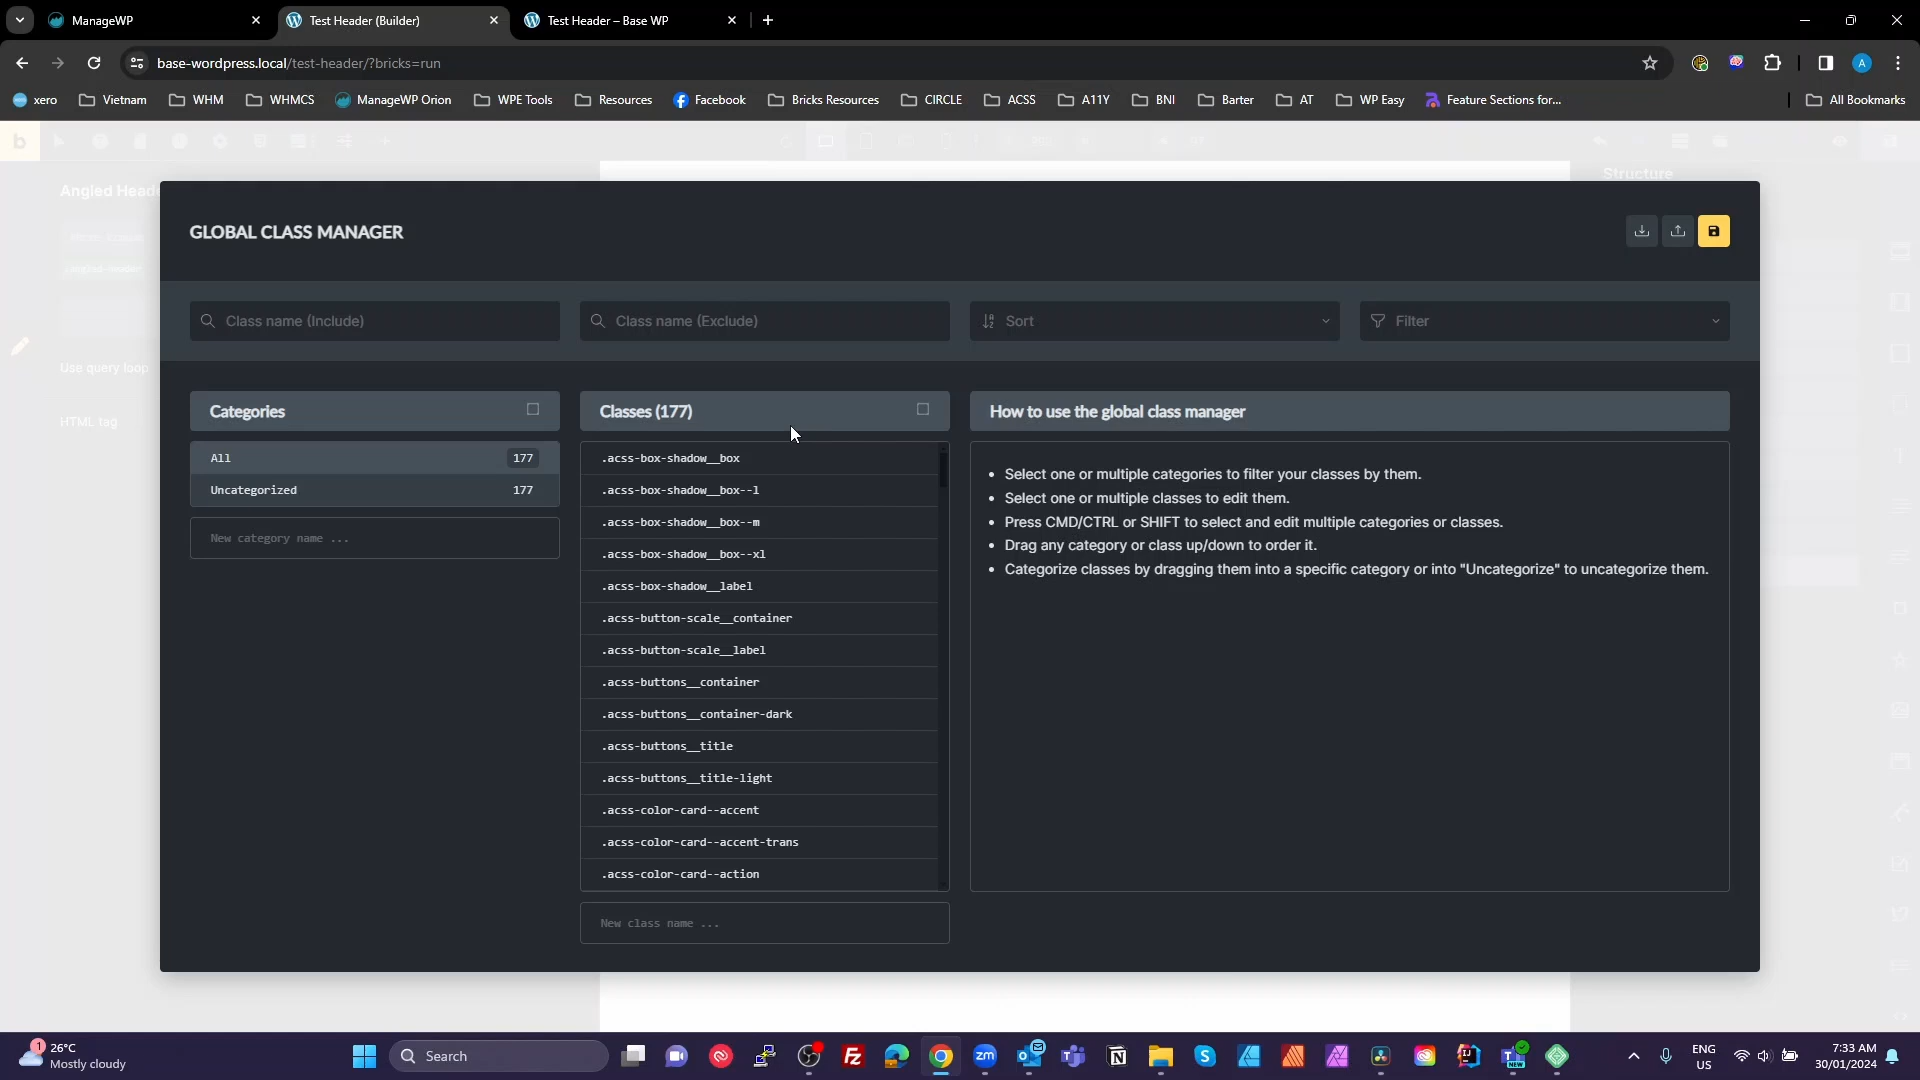 ManageWP
Test Header (Builder)
Test Header – Base WP
base-wordpress.local/test-header/?bricks=run
xero
Vietnam
WHM
WHMCS
ManageWP Orion
WPE Tools
Resources
Facebook
Bricks Resources
CIRCLE
ACSS
A11Y
BNI
Barter
AT
WP Easy
Feature Sections for...
All Bookmarks
b
Angled Head
Structure
Use query loop
HTML tag
GLOBAL CLASS MANAGER
Class name (Include)
Class name (Exclude)
Sort
Filter
Categories
All 177
Uncategorized 177
New category name ...
Classes (177)
.acss-box-shadow__box
.acss-box-shadow__box--l
.acss-box-shadow__box--m
.acss-box-shadow__box--xl
.acss-box-shadow__label
.acss-button-scale__container
.acss-button-scale__label
.acss-buttons__container
.acss-buttons__container-dark
.acss-buttons__title
.acss-buttons__title-light
.acss-color-card--accent
.acss-color-card--accent-trans
.acss-color-card--action
New class name ...
How to use the global class manager
• Select one or multiple categories to filter your classes by them.
• Select one or multiple classes to edit them.
• Press CMD/CTRL or SHIFT to select and edit multiple categories or classes.
• Drag any category or class up/down to order it.
• Categorize classes by dragging them into a specific category or into "Uncategorize" to uncategorize them.
1
26°C
Mostly cloudy
Search
ENG
US
7:33 AM
30/01/2024